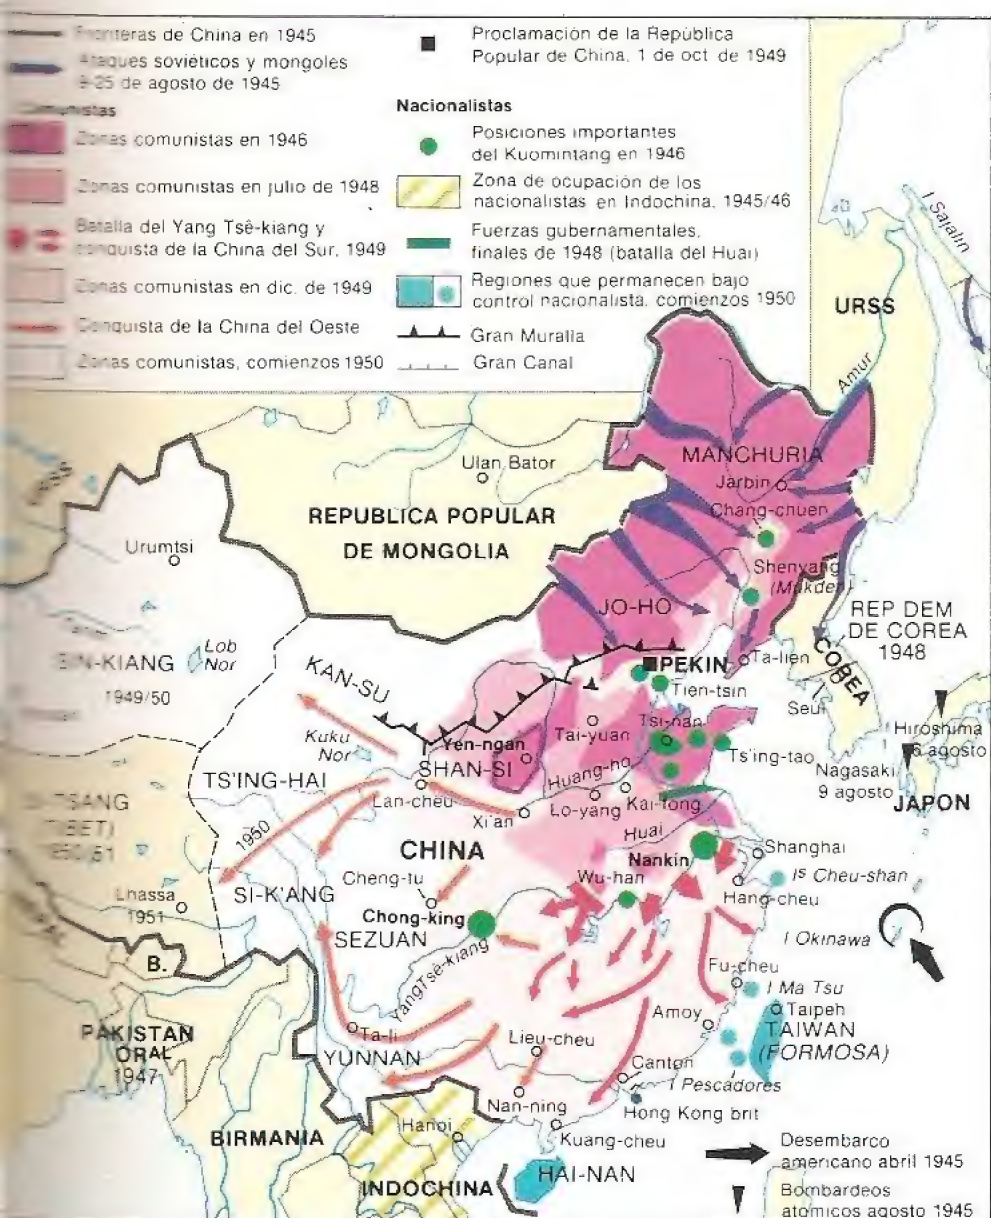 Fronteras de China en 1945
Ataques soviéticos y mongoles
9-25 de agosto de 1945
Comunistas
Zonas comunistas en 1946
Zonas comunistas en julio de 1948
Batalla del Yang Tsê-kiang y
conquista de la China del Sur, 1949
Zonas comunistas en dic. de 1949
Conquista de la China del Oeste
Zonas comunistas, comienzos 1950
Proclamación de la República
Popular de China, 1 de oct de 1949
Nacionalistas
Posiciones importantes
del Kuomintang en 1946
Zona de ocupación de los
nacionalistas en Indochina, 1945/46
Fuerzas gubernamentales,
finales de 1948 (batalla del Huai)
Regiones que permanecen bajo
control nacionalista, comienzos 1950
Gran Muralla
Gran Canal
I Sajalin
URSS
Amur
MANCHURIA
Jarbin
Chang-chuen
Shenyang
(Mukden)
JO-HO
Ulan Bator
REPUBLICA POPULAR
DE MONGOLIA
Urumtsi
SIN-KIANG
1949/50
Lob
Nor
KAN-SU
Kuku
Nor
TS'ING-HAI
Lan-cheu
Yen-ngan
SHAN-SI
Xi'an
Tai-yuan
Huang-ho
Lo-yang
Kai-fong
Tsi-nan
PEKIN
Tien-tsin
Ta-lien
Ts'ing-tao
REP DEM
DE COREA
1948
COREA
Seul
Hiroshima
6 agosto
Nagasaki
9 agosto
JAPON
1950
CHINA
Huai
Nankin
Shanghai
Wu-han
Hang-cheu
Is Cheu-shan
I Okinawa
SI-K'ANG
Cheng-tu
Chong-king
SEZUAN
Yang Tsê-kiang
Lhassa
1951
B.
Fu-cheu
I Ma Tsu
Amoy
Taipeh
TAIWAN
(FORMOSA)
I Pescadores
PAKISTAN
ORAL
1947
Ta-li
YUNNAN
Lieu-cheu
Canton
Hong Kong brit
Nan-ning
Kuang-cheu
Hanoi
BIRMANIA
INDOCHINA
HAI-NAN
Desembarco
americano abril 1945
Bombardeos
atómicos agosto 1945